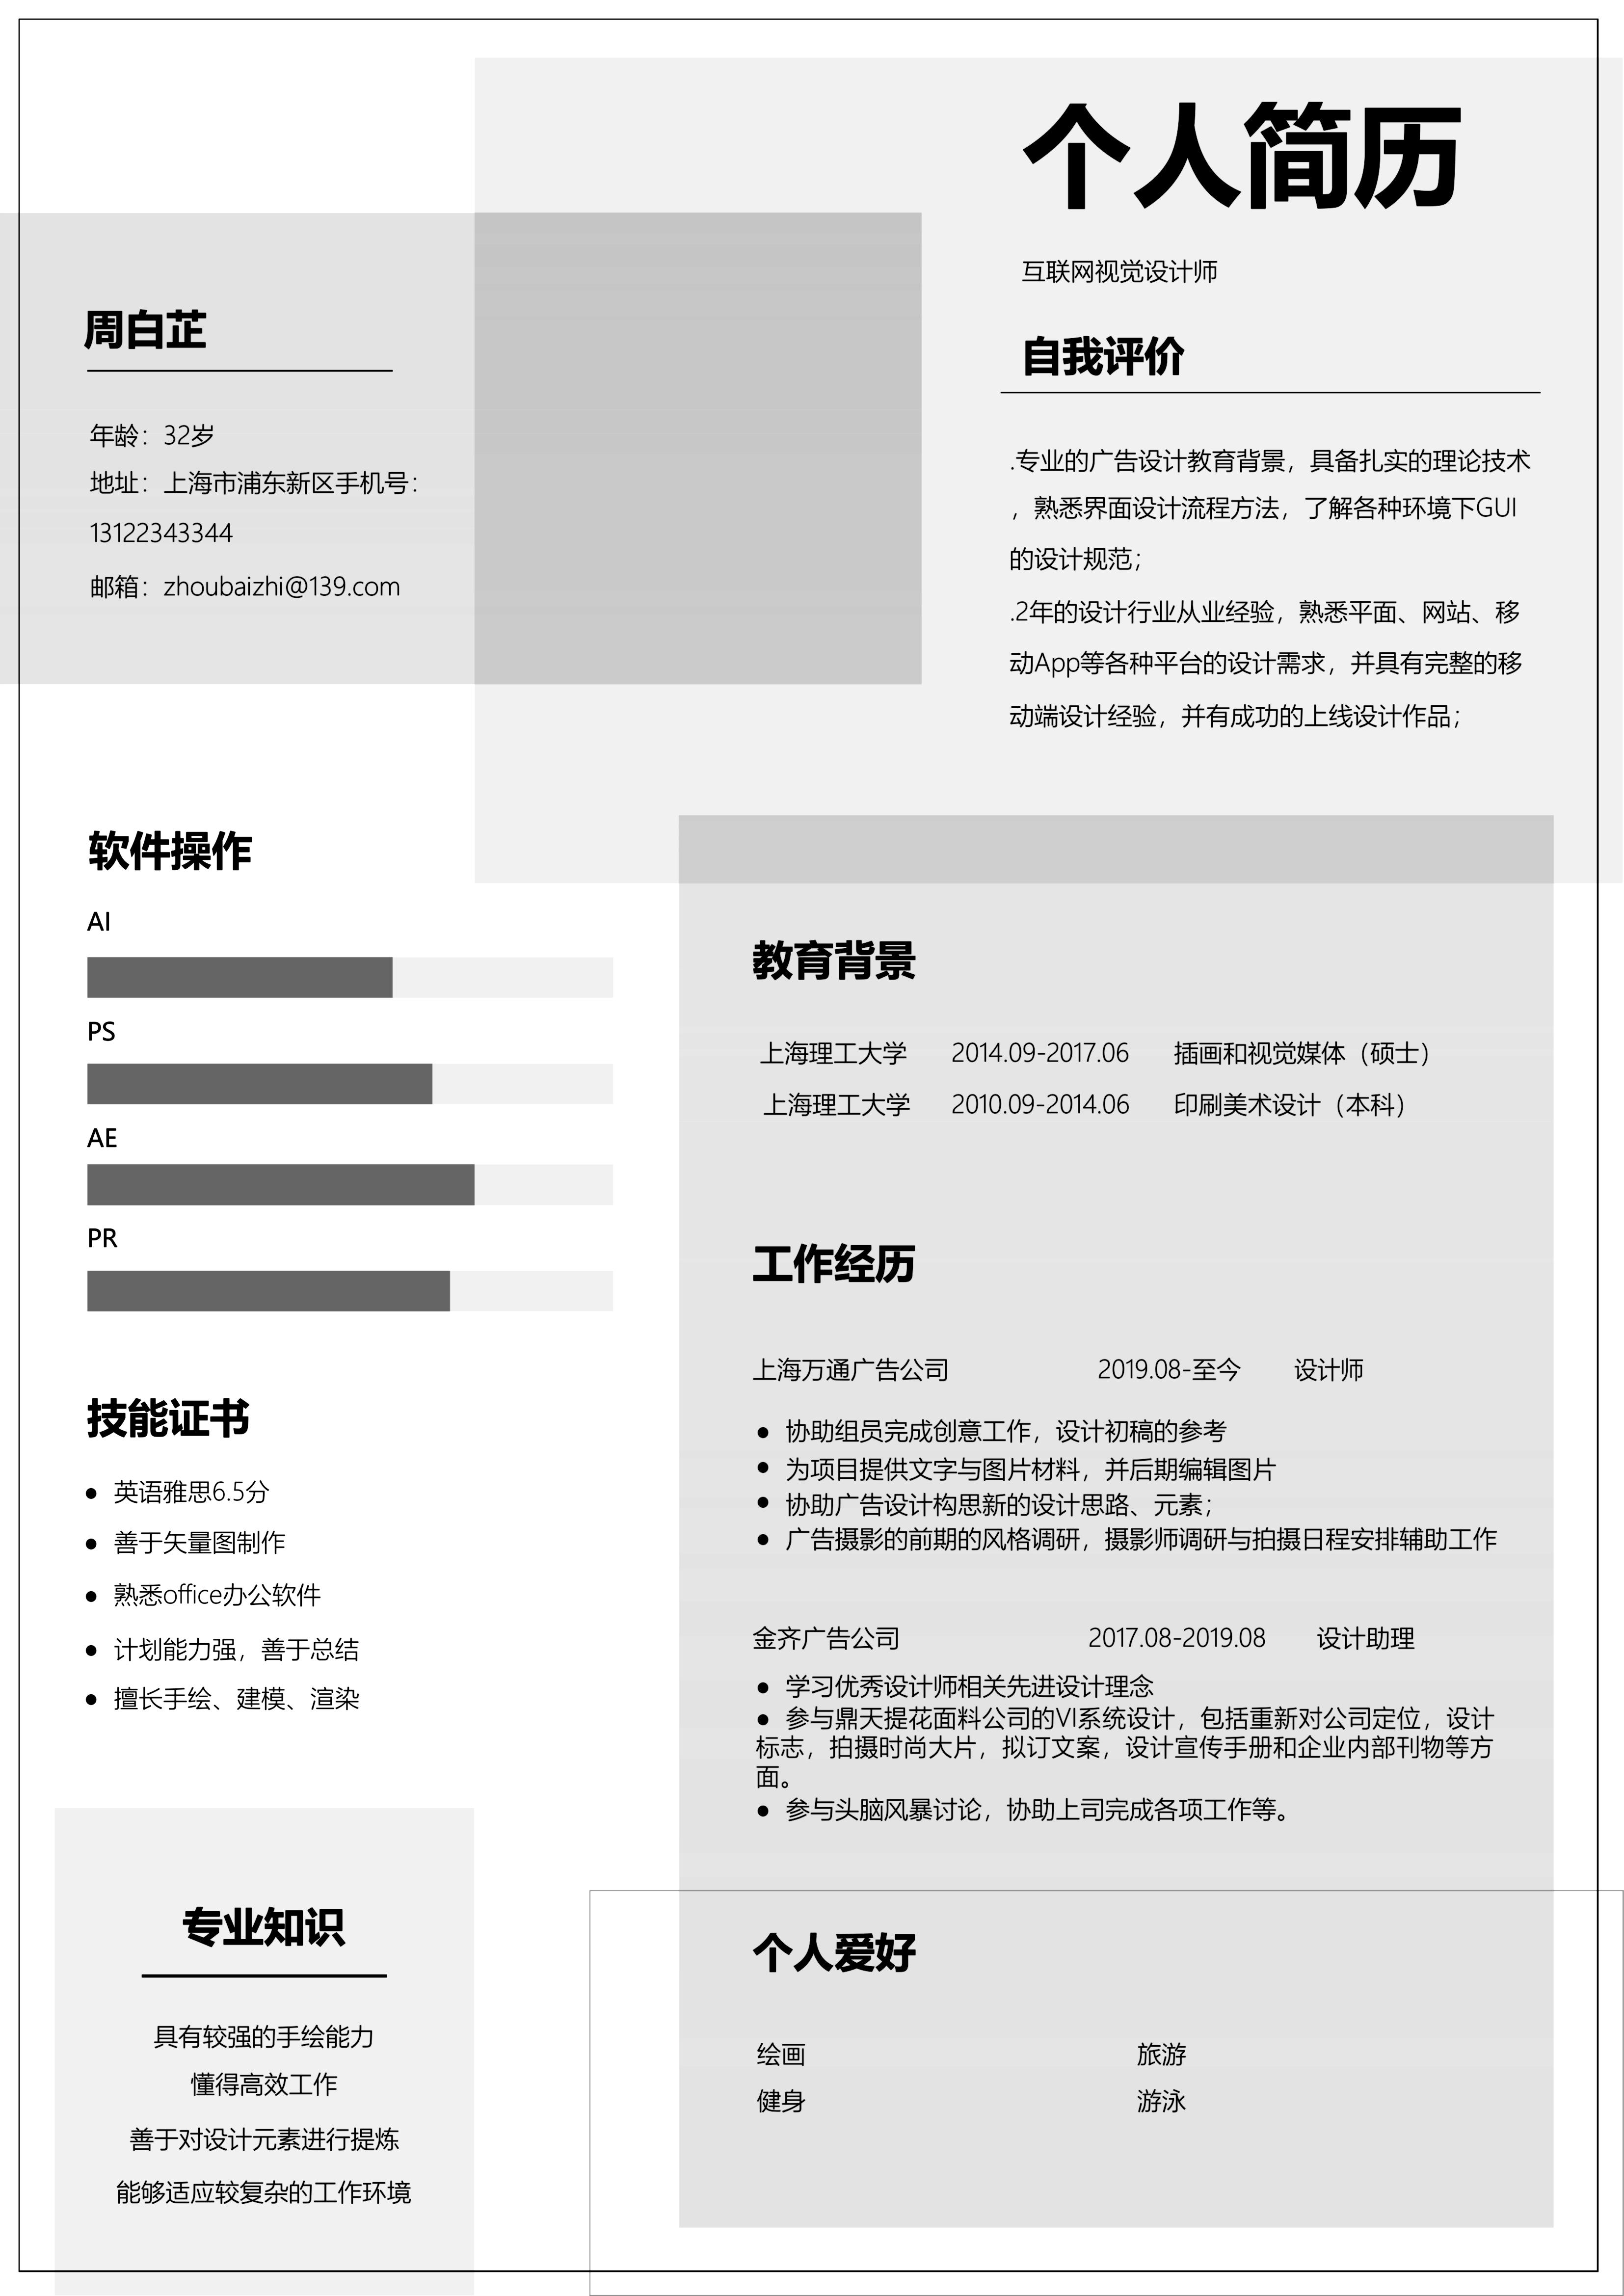 个人简历
互联网视觉设计师
周白芷
年龄：32岁
地址：上海市浦东新区手机号：
13122343344
邮箱：zhoubaizhi@139.com
自我评价
.专业的广告设计教育背景，具备扎实的理论技术
，熟悉界面设计流程方法，了解各种环境下GUI
的设计规范；
.2年的设计行业从业经验，熟悉平面、网站、移
动App等各种平台的设计需求，并具有完整的移
动端设计经验，并有成功的上线设计作品；
软件操作
AI
PS
AE
PR
技能证书
● 英语雅思6.5分
● 善于矢量图制作
● 熟悉office办公软件
● 计划能力强，善于总结
● 擅长手绘、建模、渲染
专业知识
具有较强的手绘能力
懂得高效工作
善于对设计元素进行提炼
能够适应较复杂的工作环境
教育背景
上海理工大学 2014.09-2017.06 插画和视觉媒体（硕士）
上海理工大学 2010.09-2014.06 印刷美术设计（本科）
工作经历
上海万通广告公司 2019.08-至今 设计师
● 协助组员完成创意工作，设计初稿的参考
● 为项目提供文字与图片材料，并后期编辑图片
● 协助广告设计构思新的设计思路、元素；
● 广告摄影的前期的风格调研，摄影师调研与拍摄日程安排辅助工作
金齐广告公司 2017.08-2019.08 设计助理
● 学习优秀设计师相关先进设计理念
● 参与鼎天提花面料公司的VI系统设计，包括重新对公司定位，设计
标志，拍摄时尚大片，拟订文案，设计宣传手册和企业内部刊物等方
面。
● 参与头脑风暴讨论，协助上司完成各项工作等。
个人爱好
绘画 旅游
健身 游泳